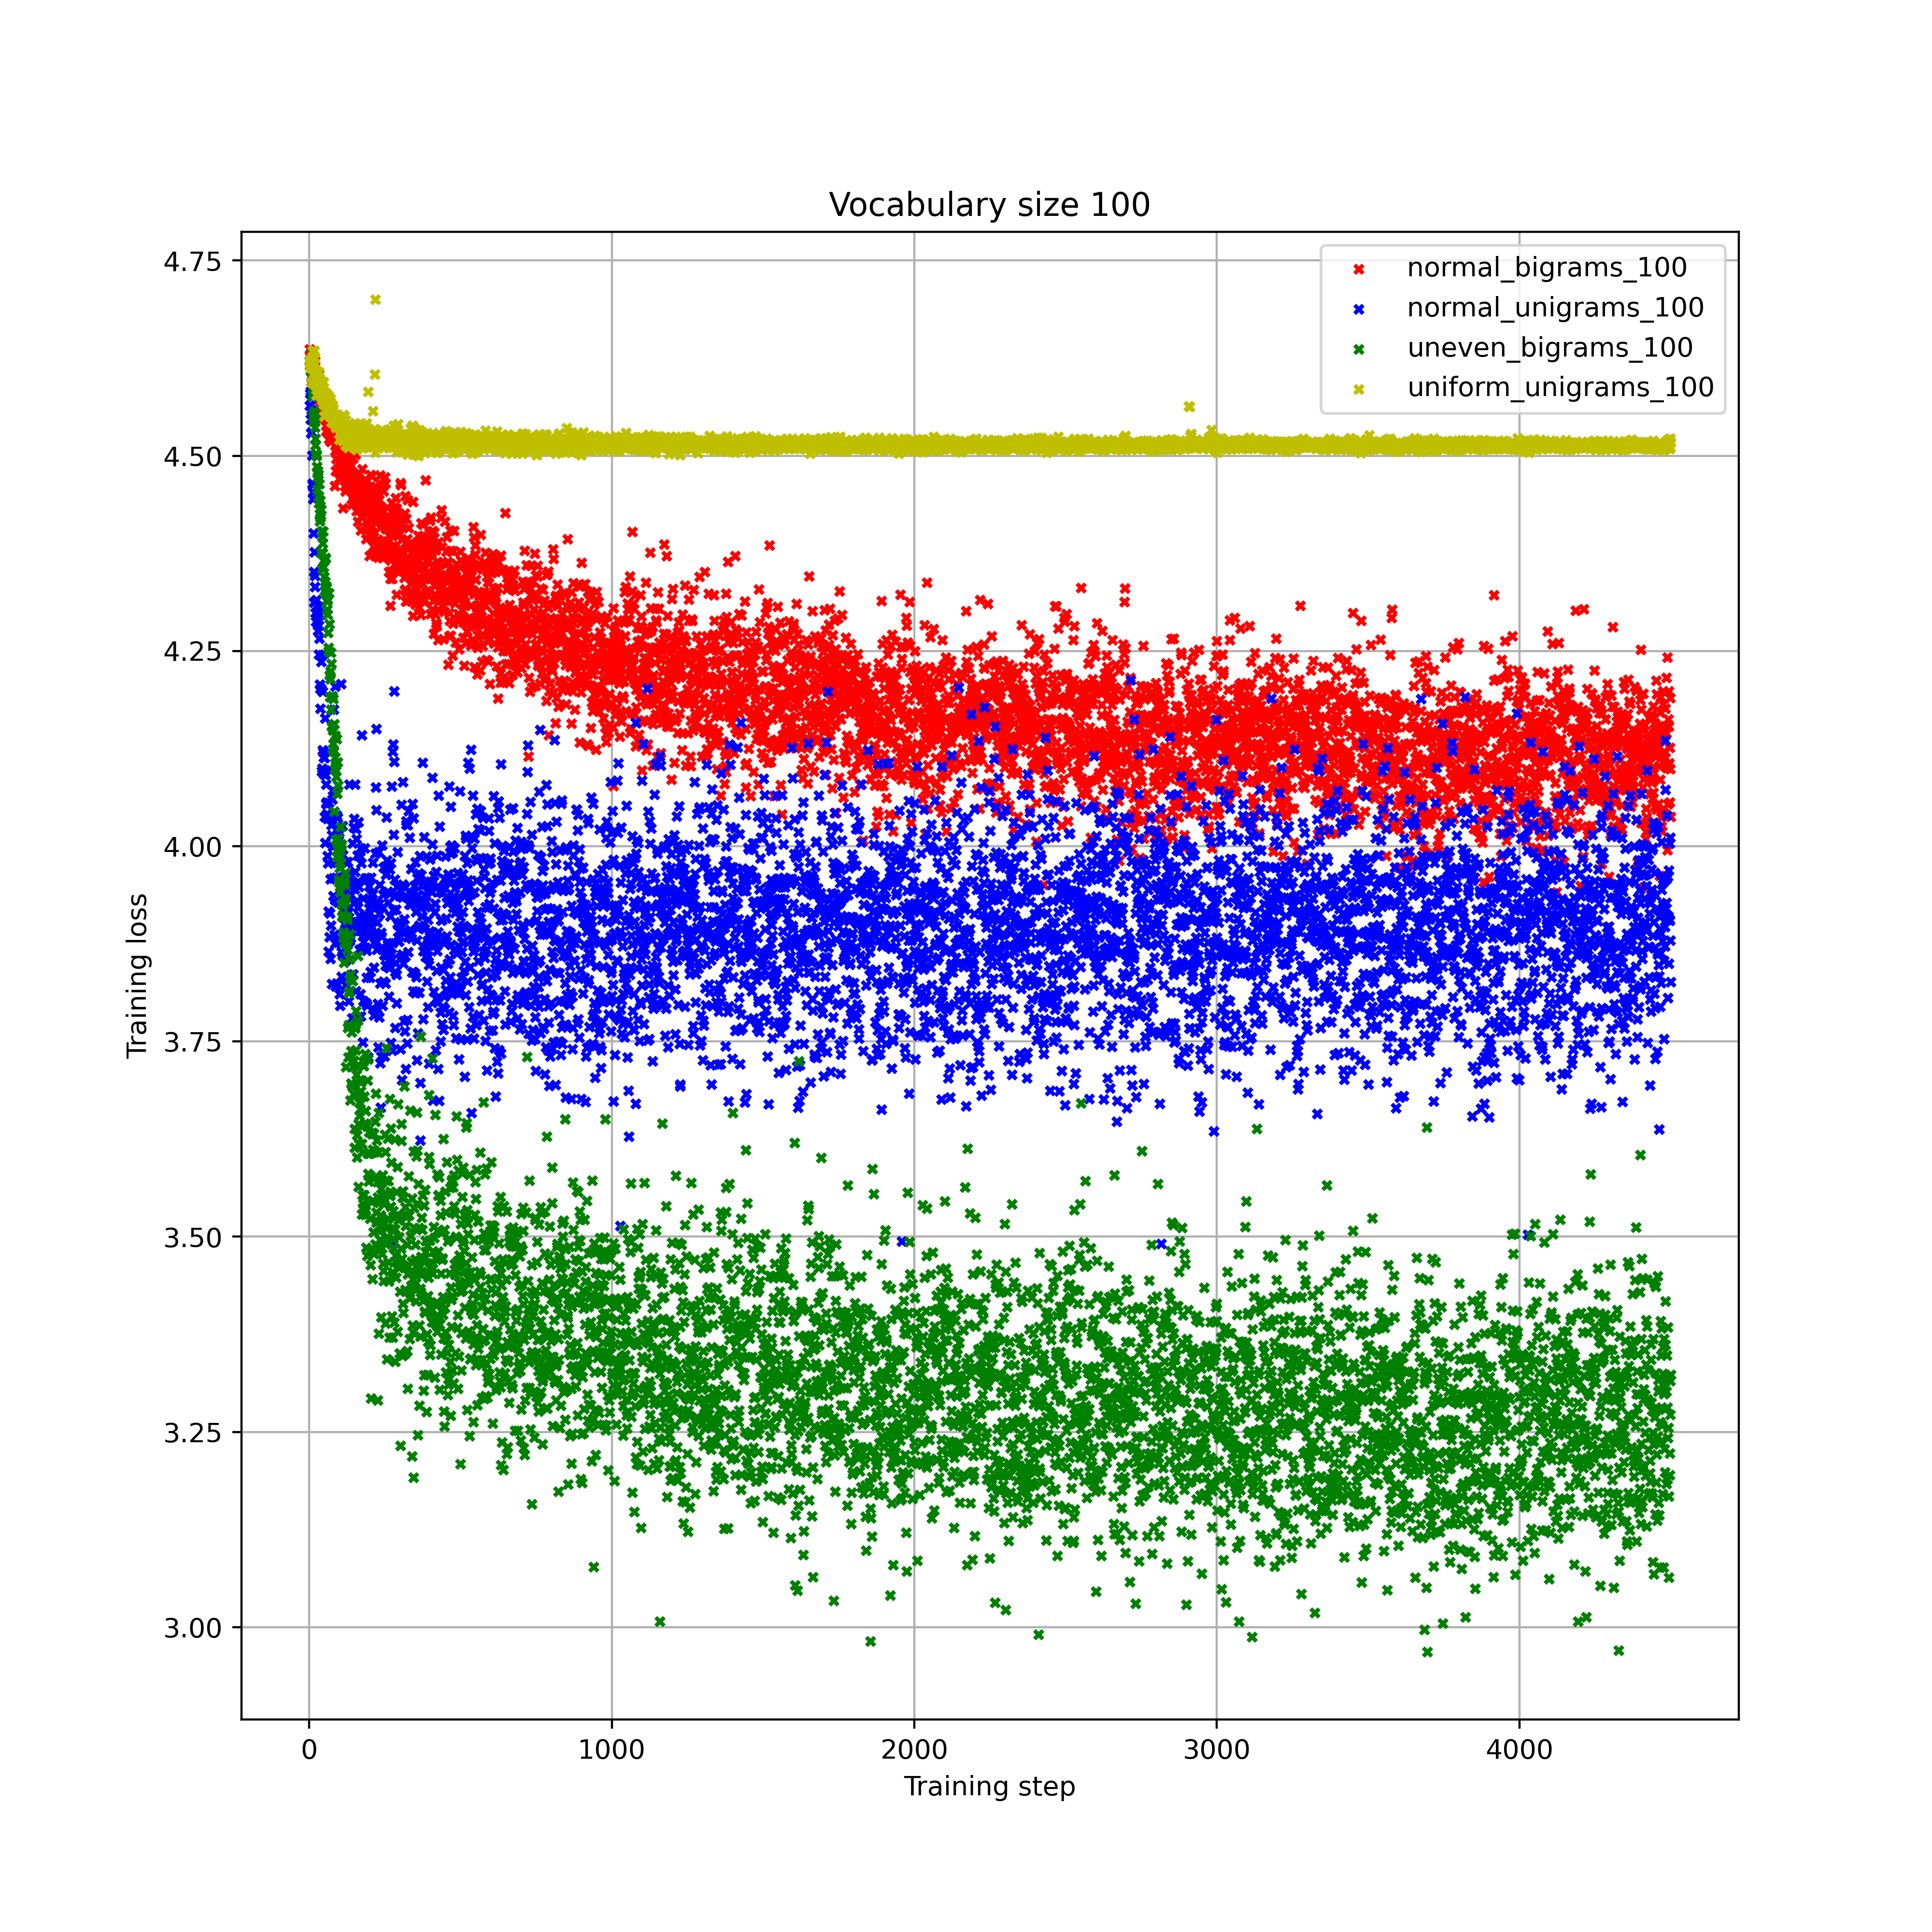 Vocabulary size 100
4.75
4.50
4.25
4.00
3.75
3.50
3.25
3.00
Training loss
normal_bigrams_100
normal_unigrams_100
uneven_bigrams_100
uniform_unigrams_100
0 1000 2000 3000 4000
Training step